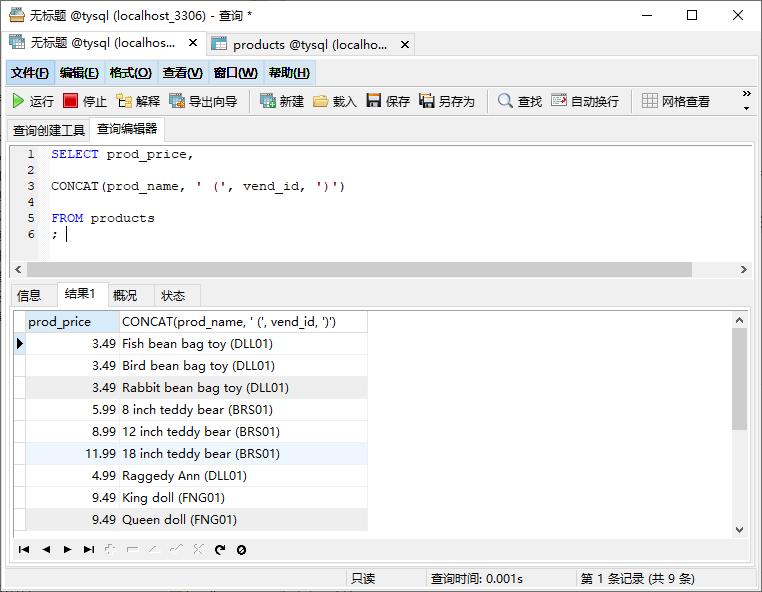 无标题 @tysql (localhost_3306) - 查询 *
无标题 @tysql (localhos... products @tysql (localho...
文件(F) 编辑(E) 格式(O) 查看(V) 窗口(W) 帮助(H)
运行 停止 解释 导出向导 新建 载入 保存 另存为 查找 自动换行 网格查看
查询创建工具 查询编辑器
1 SELECT prod_price,
2
3 CONCAT(prod_name, ' (', vend_id, ')')
4
5 FROM products
6 ;
信息 结果1 概况 状态
prod_price CONCAT(prod_name, ' (', vend_id, ')')
3.49 Fish bean bag toy (DLL01)
3.49 Bird bean bag toy (DLL01)
3.49 Rabbit bean bag toy (DLL01)
5.99 8 inch teddy bear (BRS01)
8.99 12 inch teddy bear (BRS01)
11.99 18 inch teddy bear (BRS01)
4.99 Raggedy Ann (DLL01)
9.49 King doll (FNG01)
9.49 Queen doll (FNG01)
只读 查询时间: 0.001s 第 1 条记录 (共 9 条)